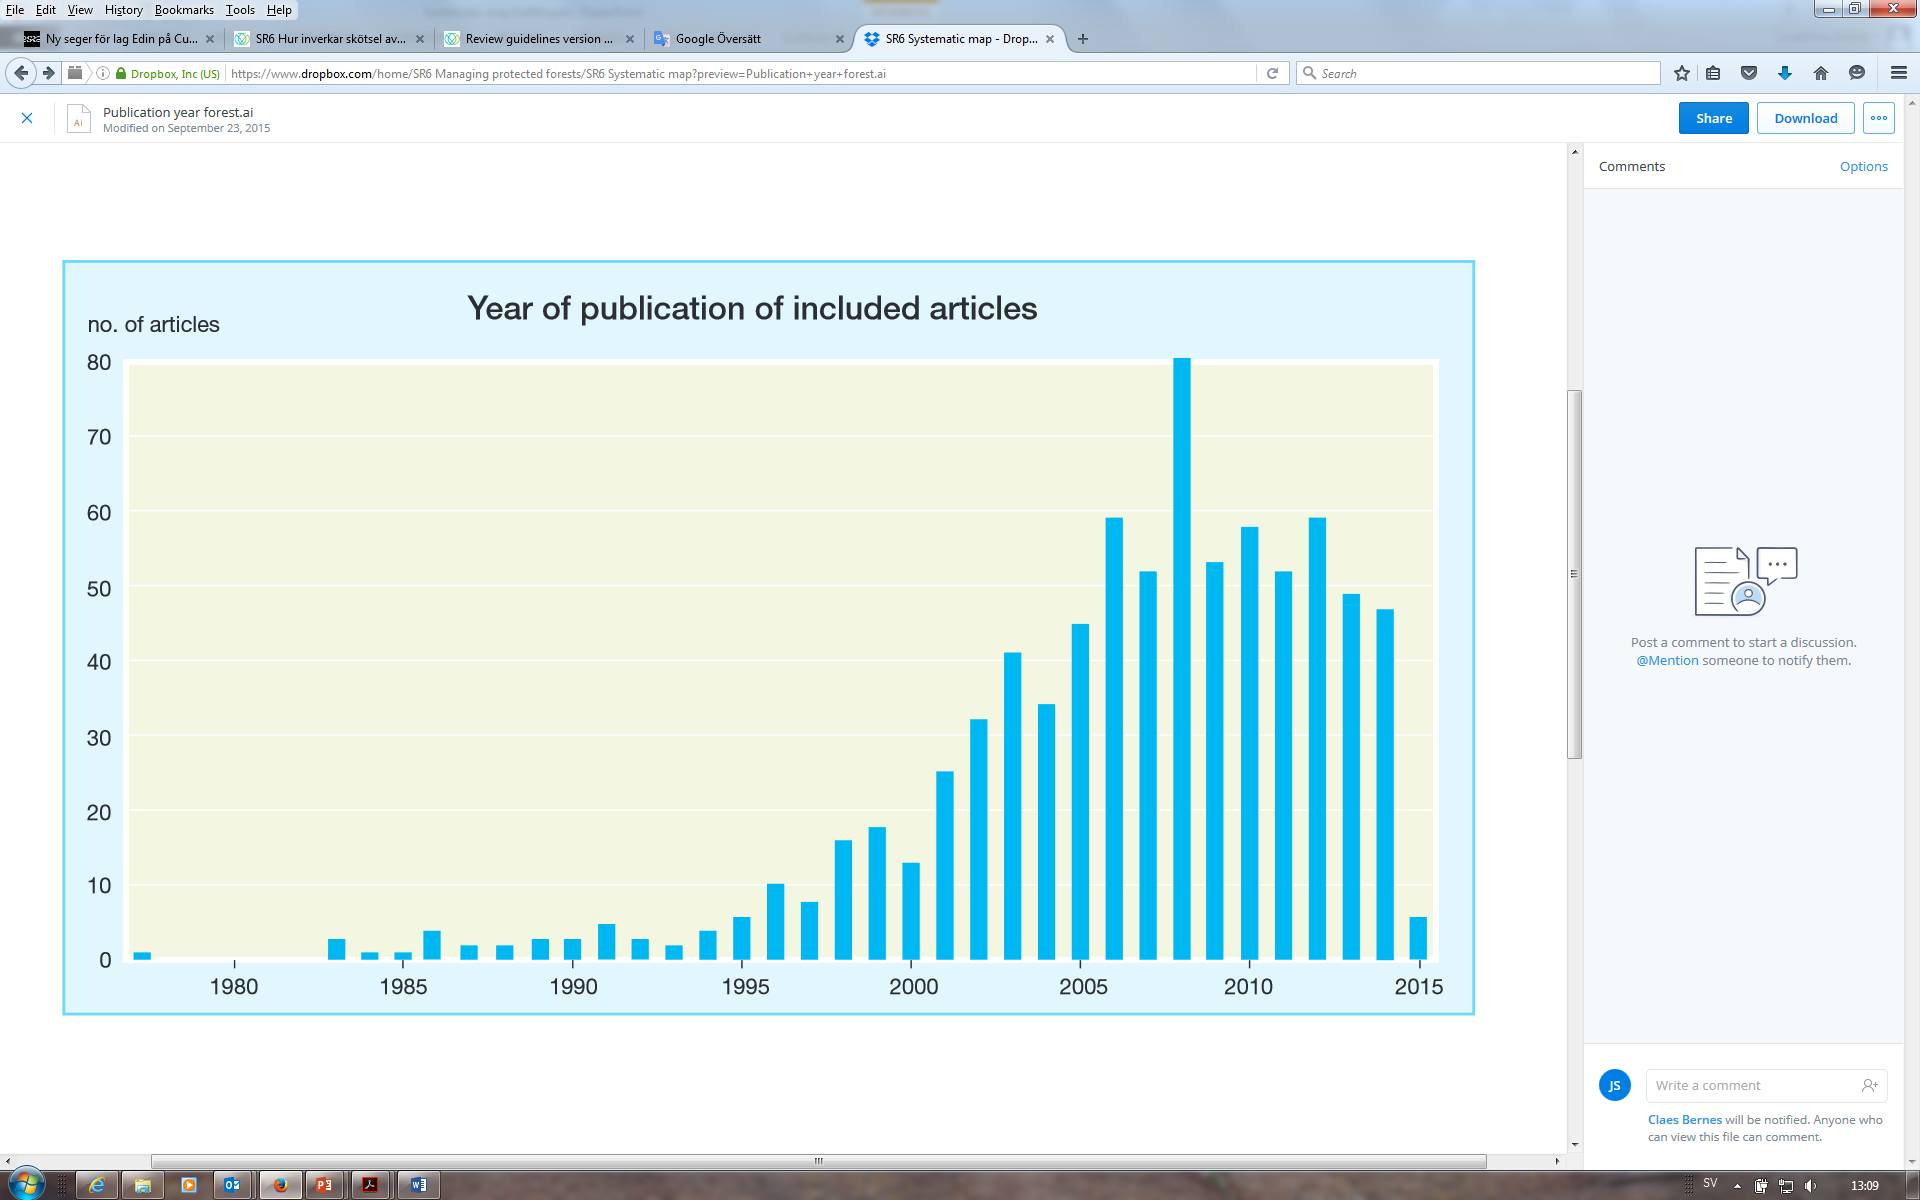 File Edit View History Bookmarks Tools Help
Ny seger för lag Edin på Cu...
SR6 Hur inverkar skötsel av...
Review guidelines version ...
Google Översätt
SR6 Systematic map - Drop...
Dropbox, Inc (US)
https://www.dropbox.com/home/SR6 Managing protected forests/SR6 Systematic map?preview=Publication+year+forest.ai
Search
Ai
Publication year forest.ai
Modified on September 23, 2015
Share
Download
Comments
Options
Year of publication of included articles
no. of articles
80
70
60
50
40
30
20
10
0
1980
1985
1990
1995
2000
2005
2010
2015
Post a comment to start a discussion.
@Mention someone to notify them.
JS
Write a comment
Claes Bernes will be notified. Anyone who
can view this file can comment.
SV
13:09